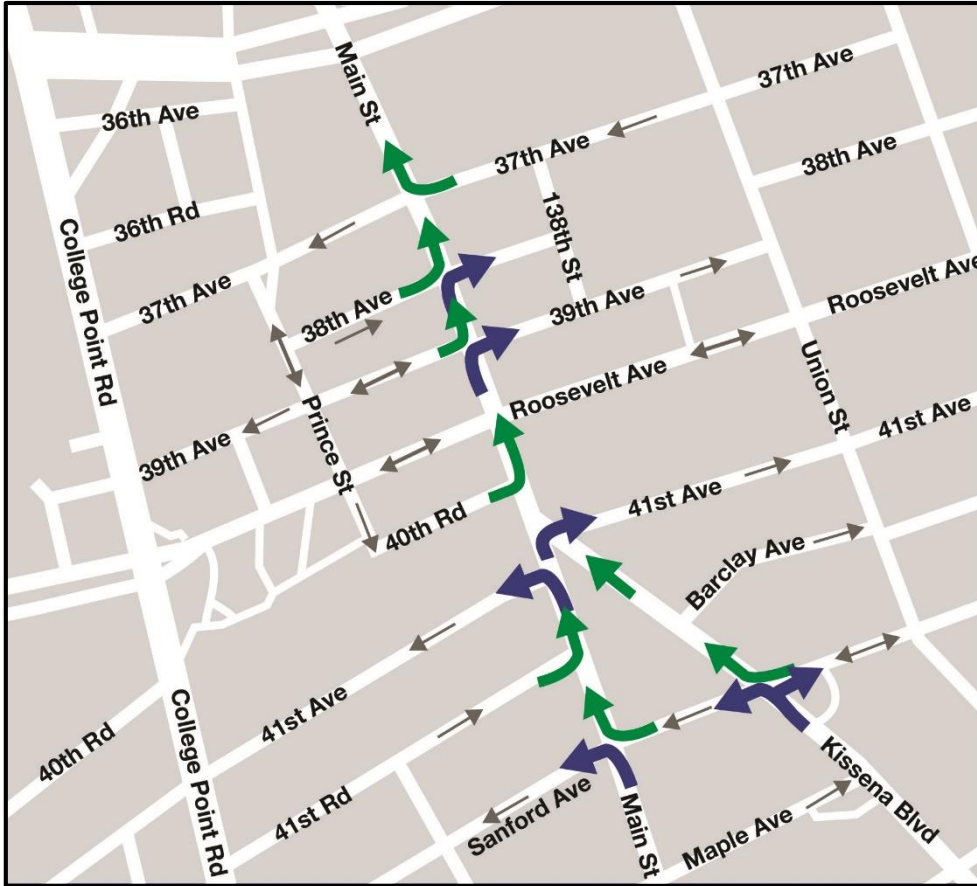 Main St
37th Ave
36th Ave
37th Ave
38th Ave
36th Rd
138th St
College Point Rd
37th Ave
38th Ave
39th Ave
Roosevelt Ave
Roosevelt Ave
Union St
Prince St
39th Ave
41st Ave
41st Ave
40th Rd
Barclay Ave
41st Ave
40th Rd
College Point Rd
41st Rd
Sanford Ave
Main St
Maple Ave
Kissena Blvd